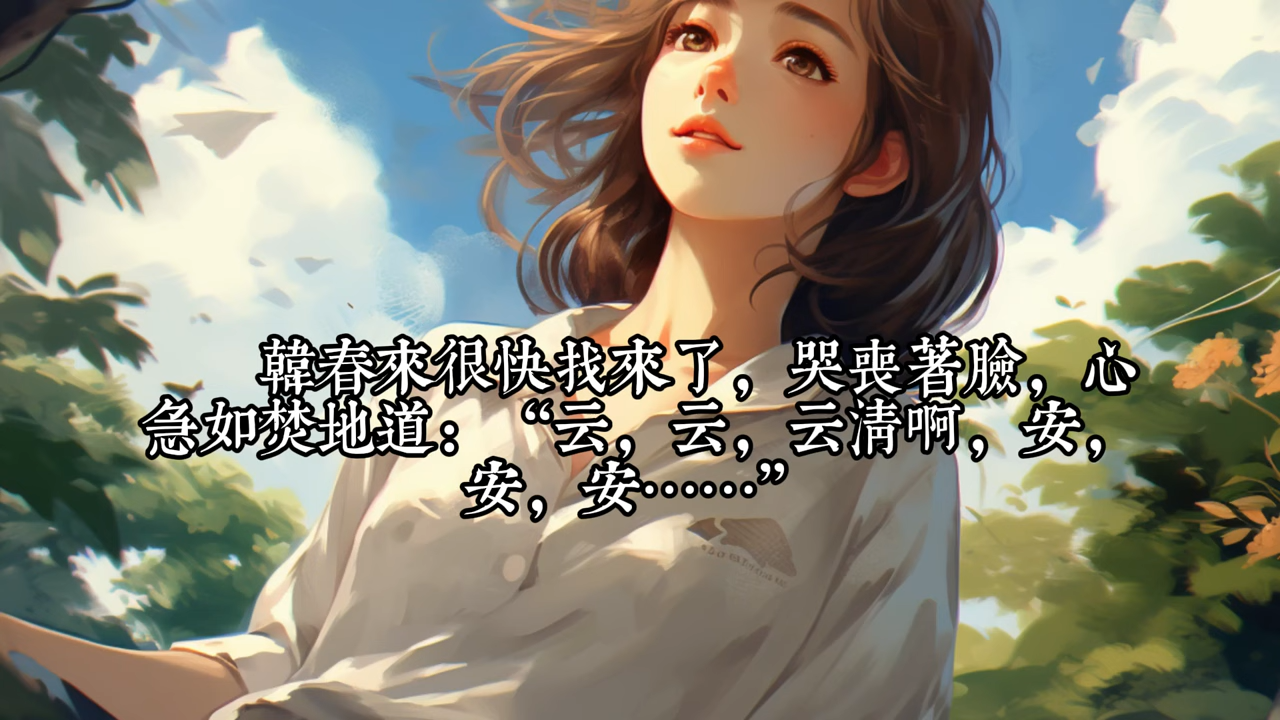 韓春來很快找來了，哭喪著臉，心
急如焚地道：“云，云，云淸啊，安，
安，安……”